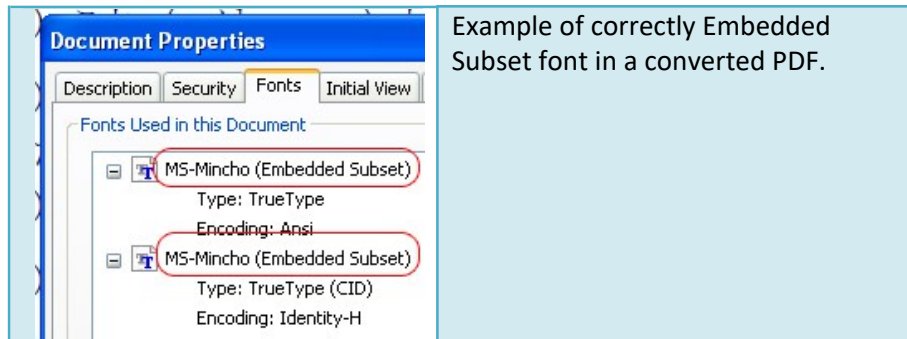 Document Properties
Description Security Fonts Initial View
Fonts Used in this Document
MS-Mincho (Embedded Subset)
Type: TrueType
Encoding: Ansi
MS-Mincho (Embedded Subset)
Type: TrueType (CID)
Encoding: Identity-H
Example of correctly Embedded
Subset font in a converted PDF.